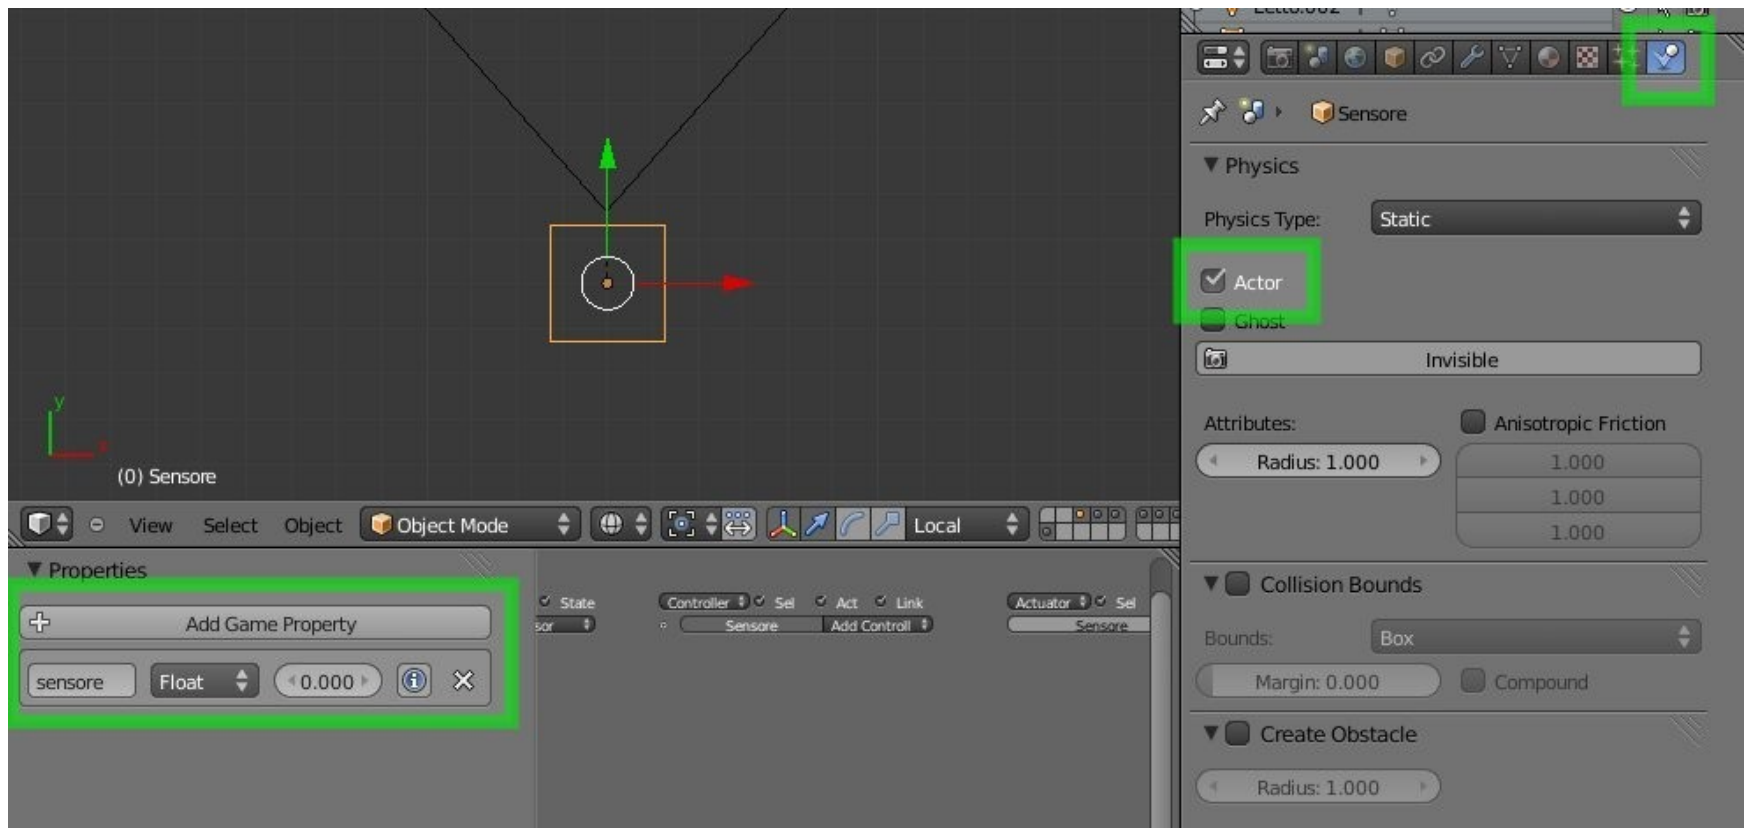 Sensore
Physics
Physics Type: Static
Actor
Ghost
Invisible
Attributes: Anisotropic Friction
Radius: 1.000 1.000
1.000
1.000
Collision Bounds
Bounds: Box
Margin: 0.000 Compound
Create Obstacle
Radius: 1.000
y
x
(0) Sensore
View Select Object Object Mode Local
Properties
Add Game Property
sensore Float 0.000
State Controller Sel Act Link Actuator Sel
sor Sensore Add Controll Sensore